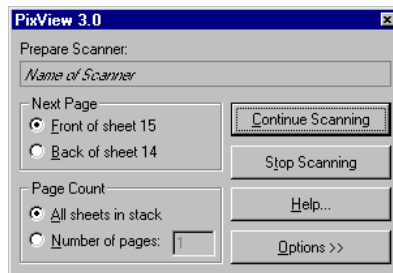 PixView 3.0
Prepare Scanner:
Name of Scanner
Next Page
Front of sheet 15
Back of sheet 14
Page Count
All sheets in stack
Number of pages: 1
Continue Scanning
Stop Scanning
Help...
Options >>